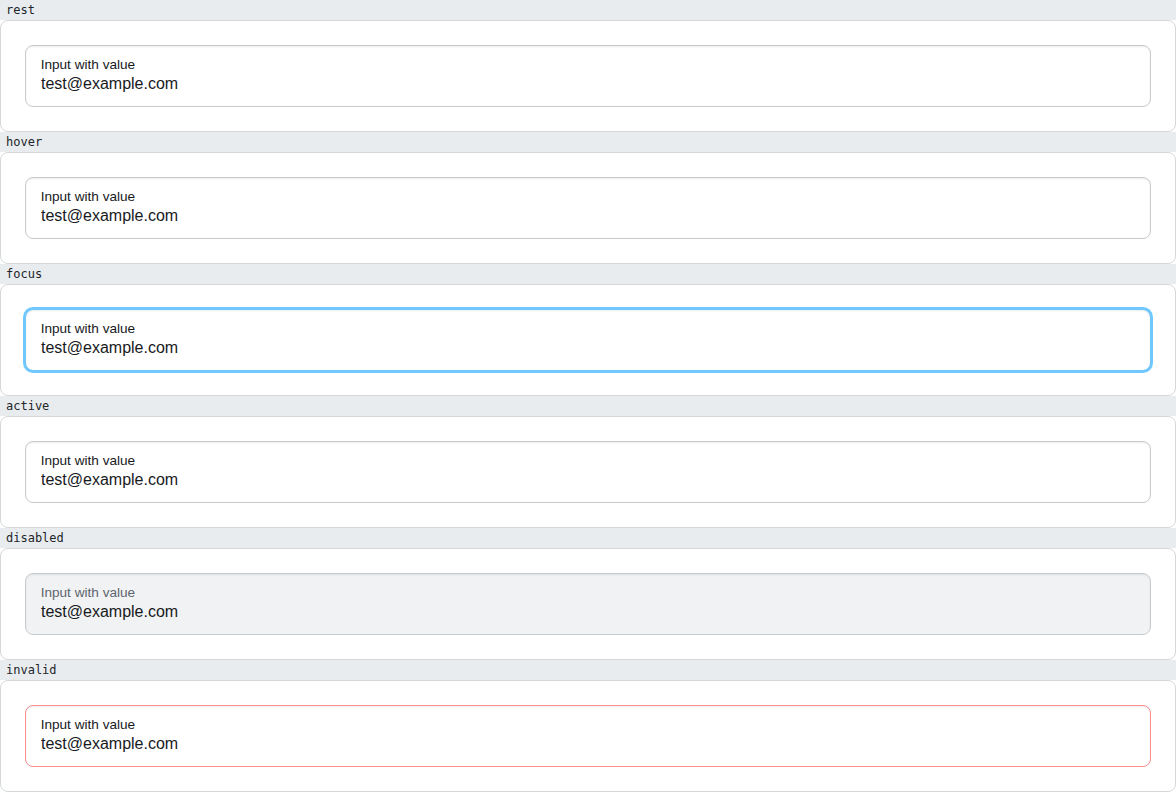 rest
Input with value
test@example.com
hover
Input with value
test@example.com
focus
Input with value
test@example.com
active
Input with value
test@example.com
disabled
Input with value
test@example.com
invalid
Input with value
test@example.com